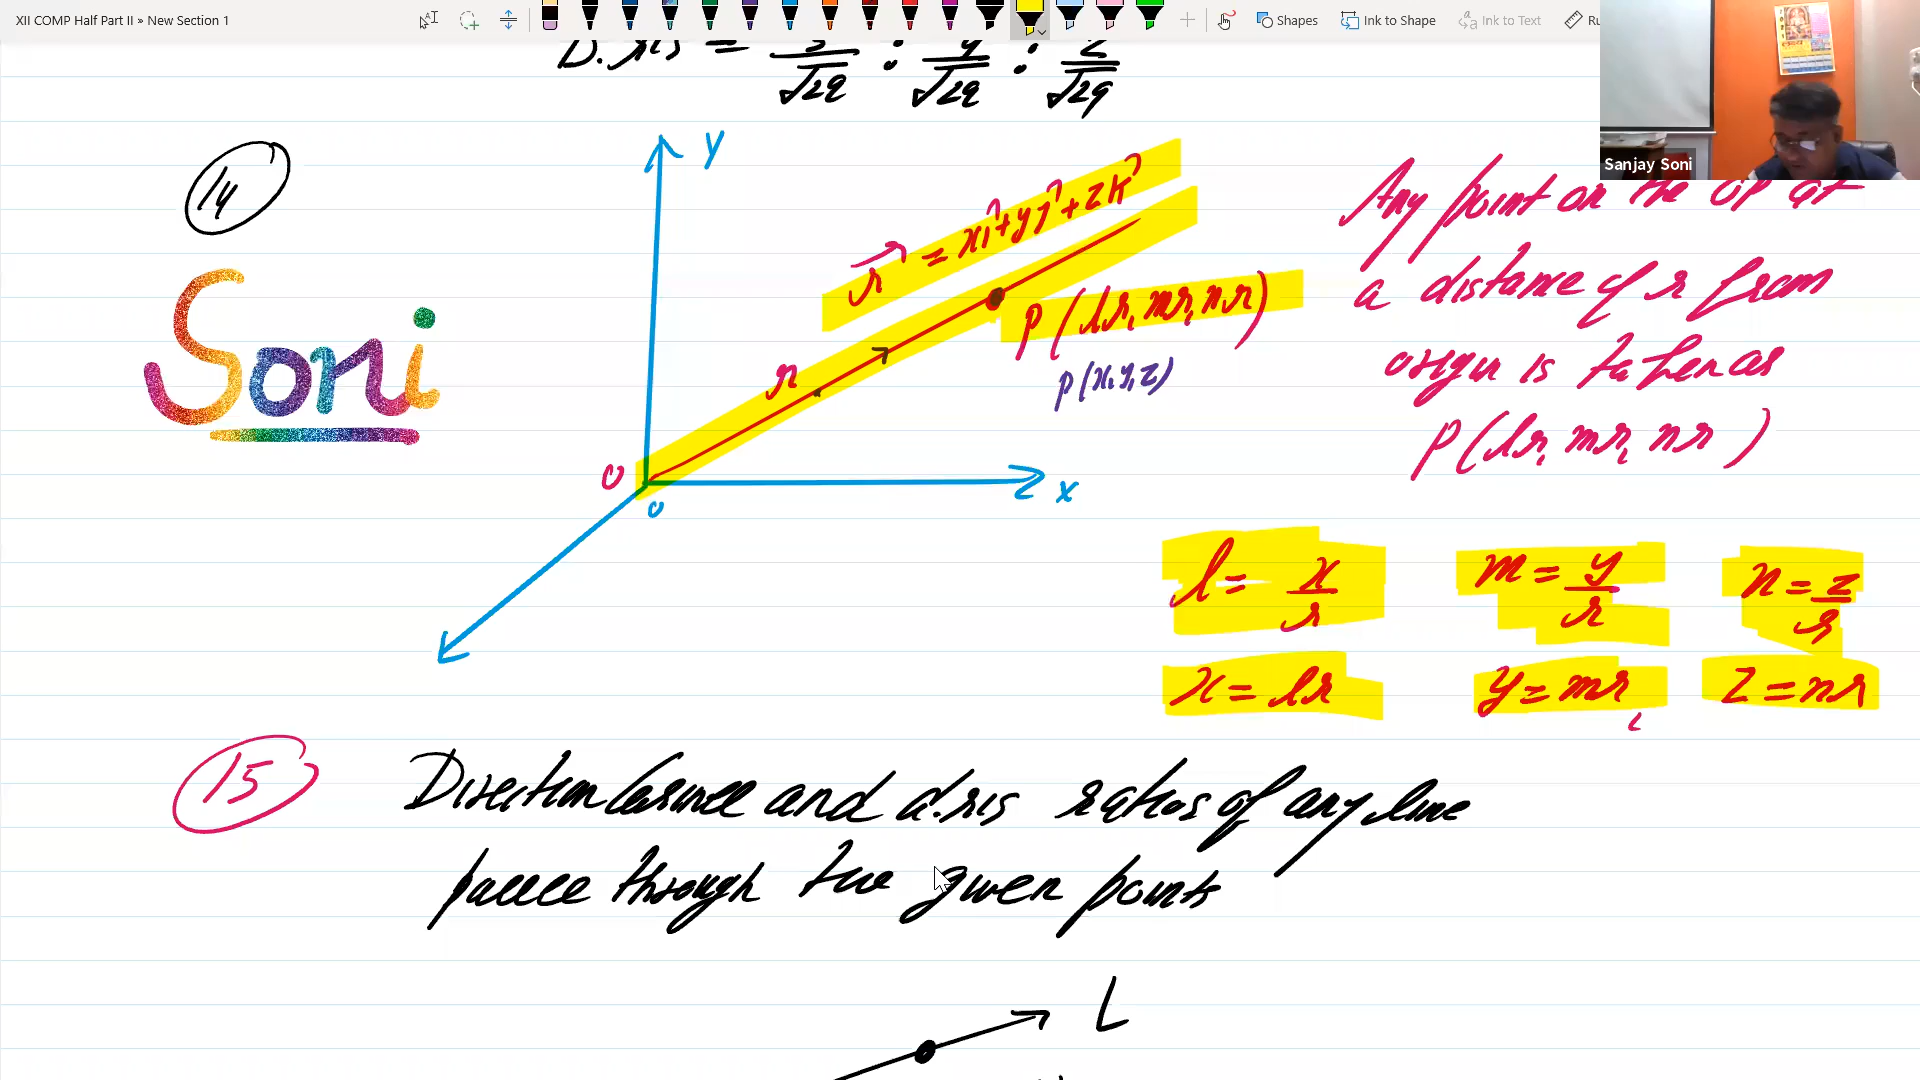 XII COMP Half Part II » New Section 1
Shapes
Ink to Shape
Ink to Text
Ru
Sanjay Soni
√29 : √29 : √29
14
Soni
y
r⃗ = xî + yĵ + zk̂
P(lr, mr, nr)
P(x,y,z)
r
O
O
x
Any point on the OP at
a distance of r from
origin is taken as
P(lr, mr, nr)
l = x/r m = y/r n = z/r
x = lr y = mr, z = nr
15
Direction Cosines and d.r's ratios of any line
through two given points
L